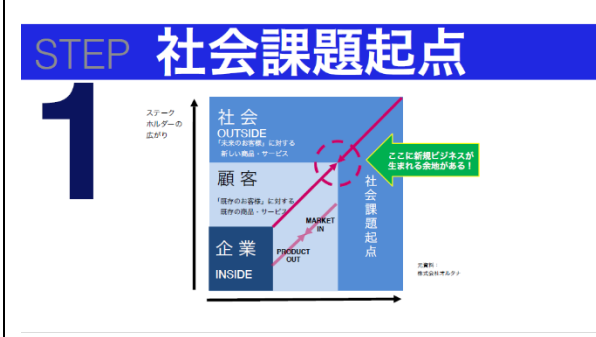 STEP 社会課題起点
1
ステーク
ホルダーの
広がり
社会
OUTSIDE
「未来のお客様」に対する
新しい商品・サービス
顧客
「既存のお客様」に対する
既存の商品・サービス
MARKET
IN
PRODUCT
OUT
企業
INSIDE
社会課題起点
ここに新規ビジネスが
生まれる余地がある！
元資料：
株式会社オルタナ